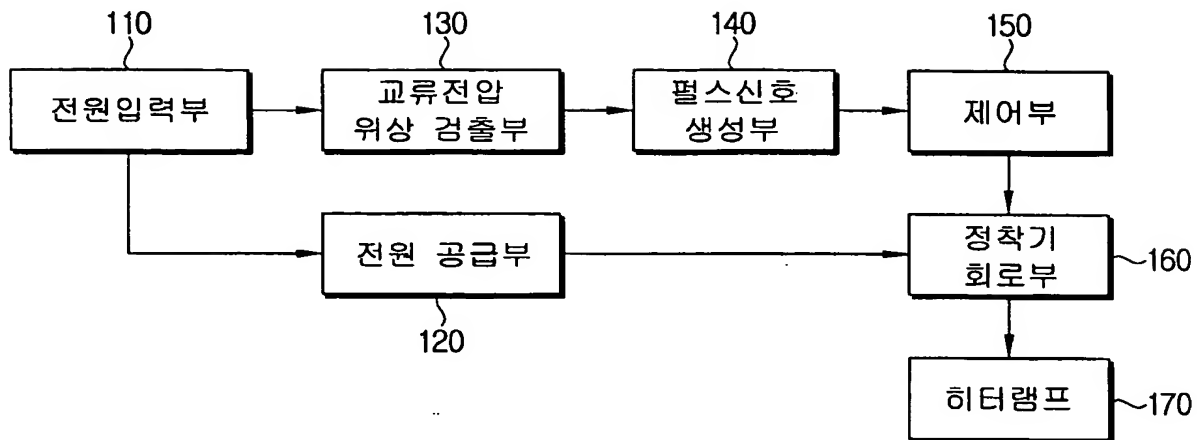 110
130
140
150
전원입력부
교류전압
위상 검출부
펄스신호
생성부
제어부
전원 공급부
120
정착기
회로부
160
히터램프
170